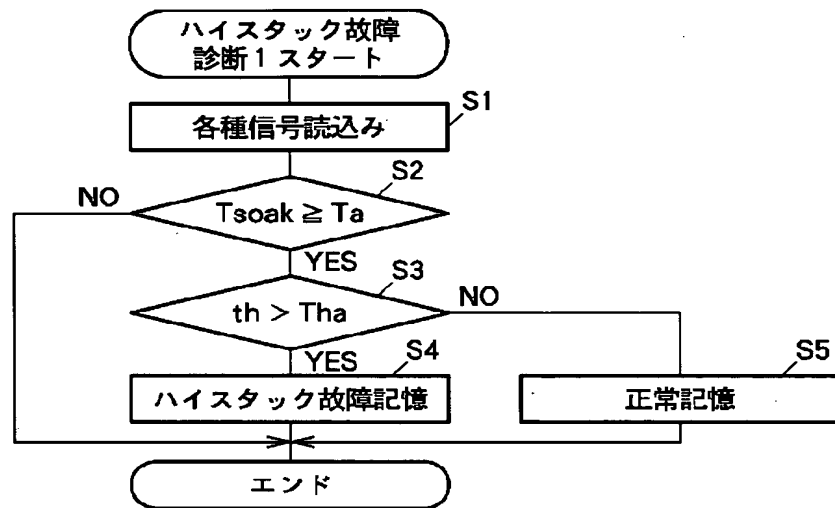 ハイスタック故障
診断1スタート
S1
各種信号読込み
S2
NO
Tsoak ≧ Ta
YES
S3
NO
th > Tha
YES
S4
S5
ハイスタック故障記憶
正常記憶
エンド